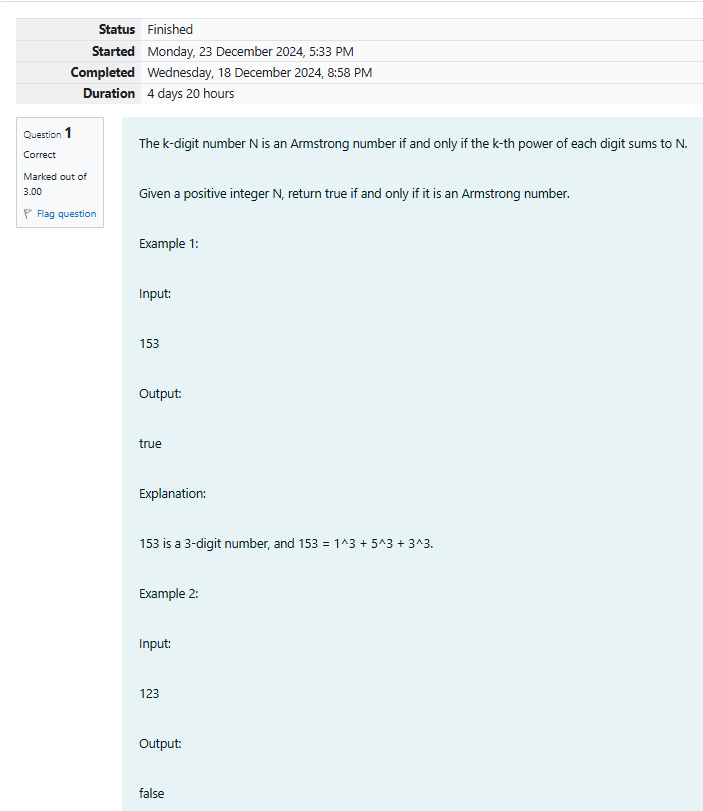 Status Finished
Started Monday, 23 December 2024, 5:33 PM
Completed Wednesday, 18 December 2024, 8:58 PM
Duration 4 days 20 hours
Question 1
Correct
Marked out of
3.00
Flag question
The k-digit number N is an Armstrong number if and only if the k-th power of each digit sums to N.
Given a positive integer N, return true if and only if it is an Armstrong number.
Example 1:
Input:
153
Output:
true
Explanation:
153 is a 3-digit number, and 153 = 1^3 + 5^3 + 3^3.
Example 2:
Input:
123
Output:
false